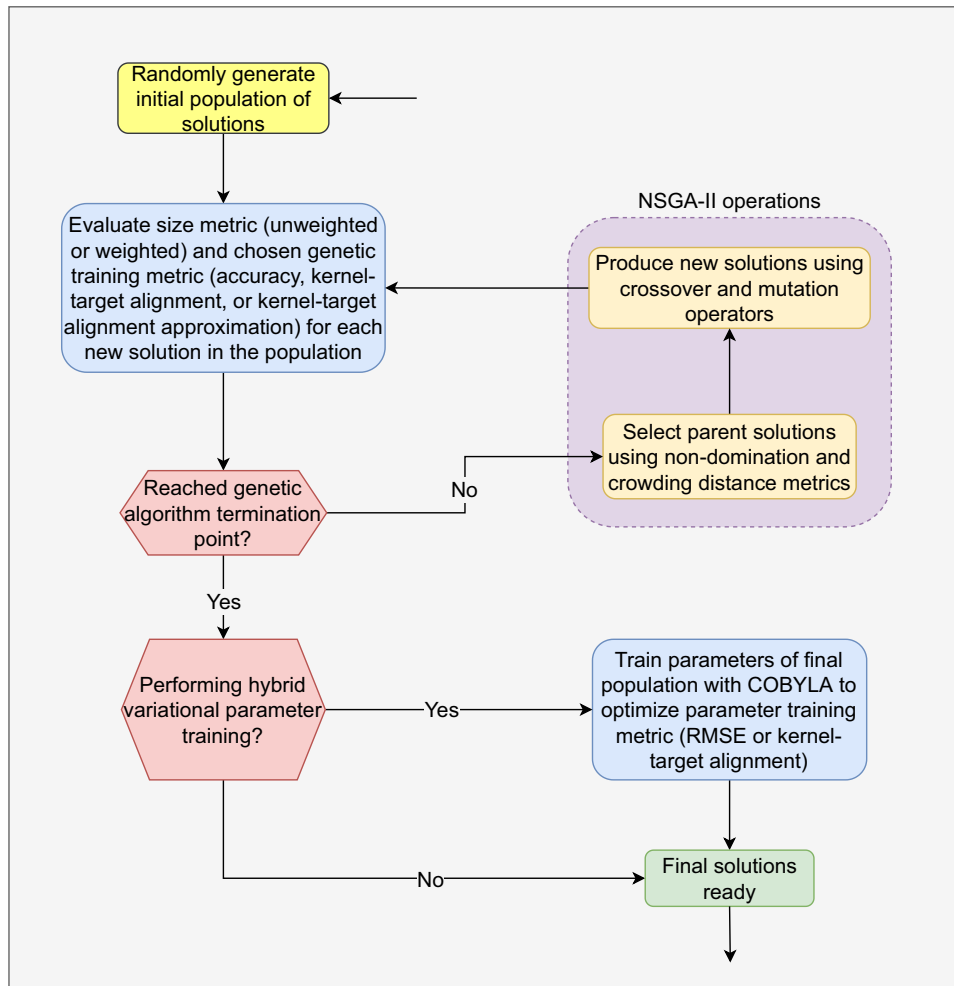 Randomly generate
initial population of
solutions
NSGA-II operations
Evaluate size metric (unweighted
or weighted) and chosen genetic
training metric (accuracy, kernel-
target alignment, or kernel-target
alignment approximation) for each
new solution in the population
Produce new solutions using
crossover and mutation
operators
Select parent solutions
using non-domination and
crowding distance metrics
No
Reached genetic
algorithm termination
point?
Yes
Performing hybrid
variational parameter
training?
Yes
Train parameters of final
population with COBYLA to
optimize parameter training
metric (RMSE or kernel-
target alignment)
No
Final solutions
ready